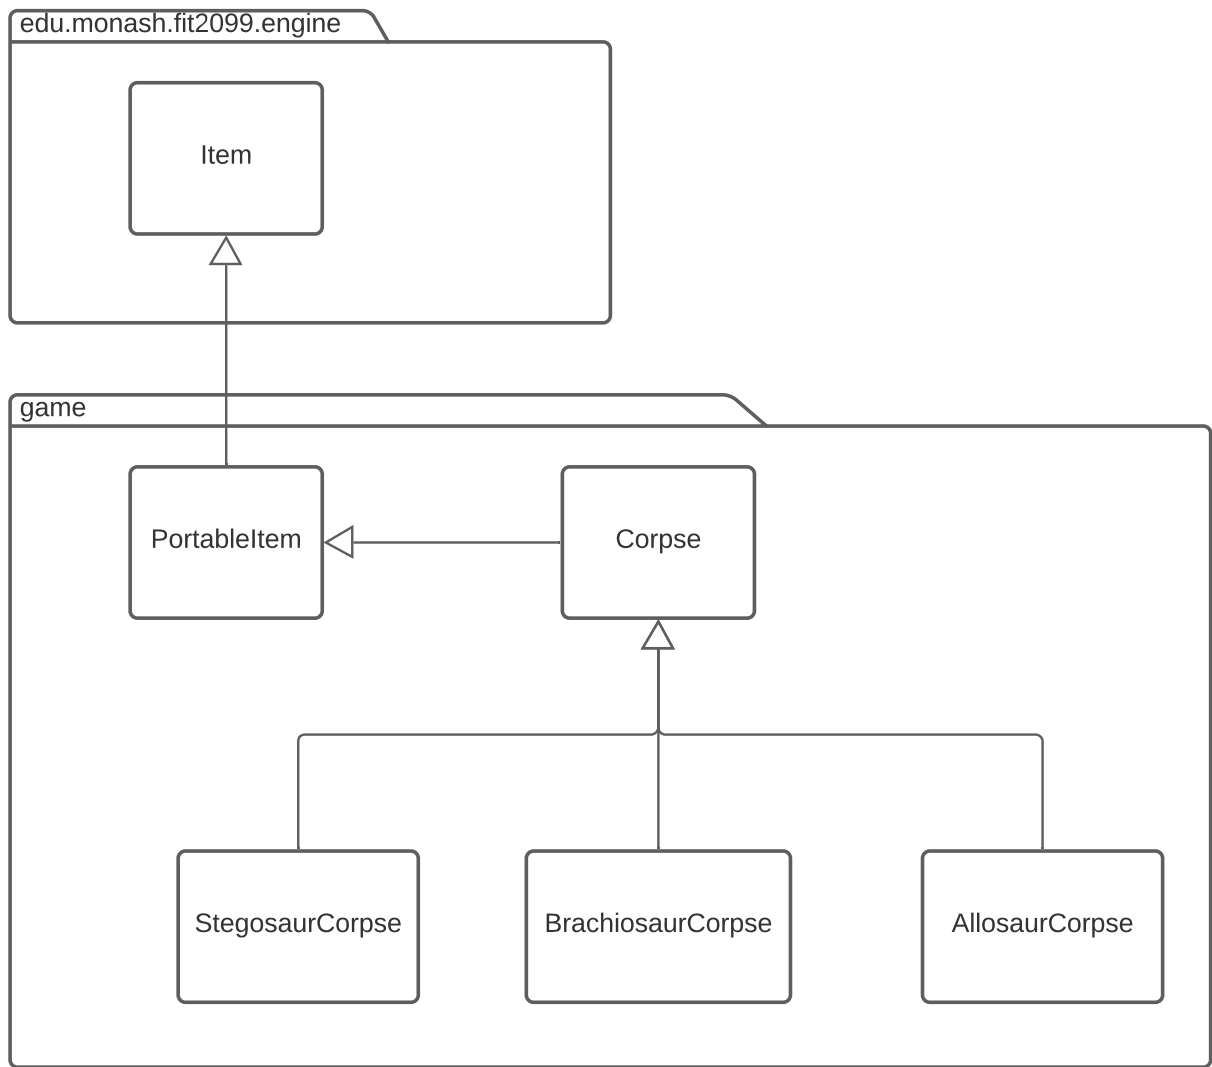 edu.monash.fit2099.engine
Item
game
PortableItem
Corpse
StegosaurCorpse
BrachiosaurCorpse
AllosaurCorpse